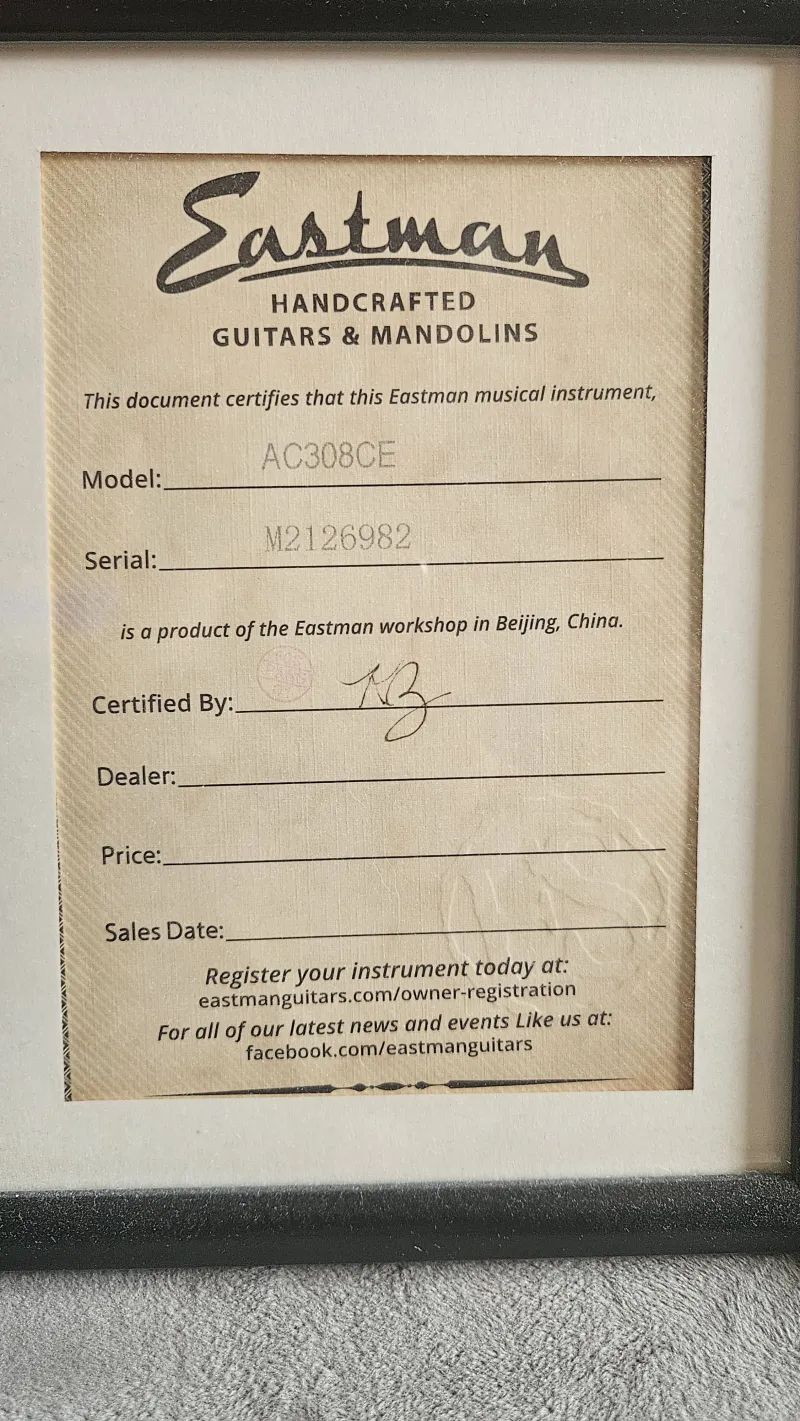 Eastman
HANDCRAFTED
GUITARS & MANDOLINS
This document certifies that this Eastman musical instrument,
Model: AC308CE
Serial: M2126982
is a product of the Eastman workshop in Beijing, China.
Certified By:
Dealer:
Price:
Sales Date:
Register your instrument today at:
eastmanguitars.com/owner-registration
For all of our latest news and events Like us at:
facebook.com/eastmanguitars